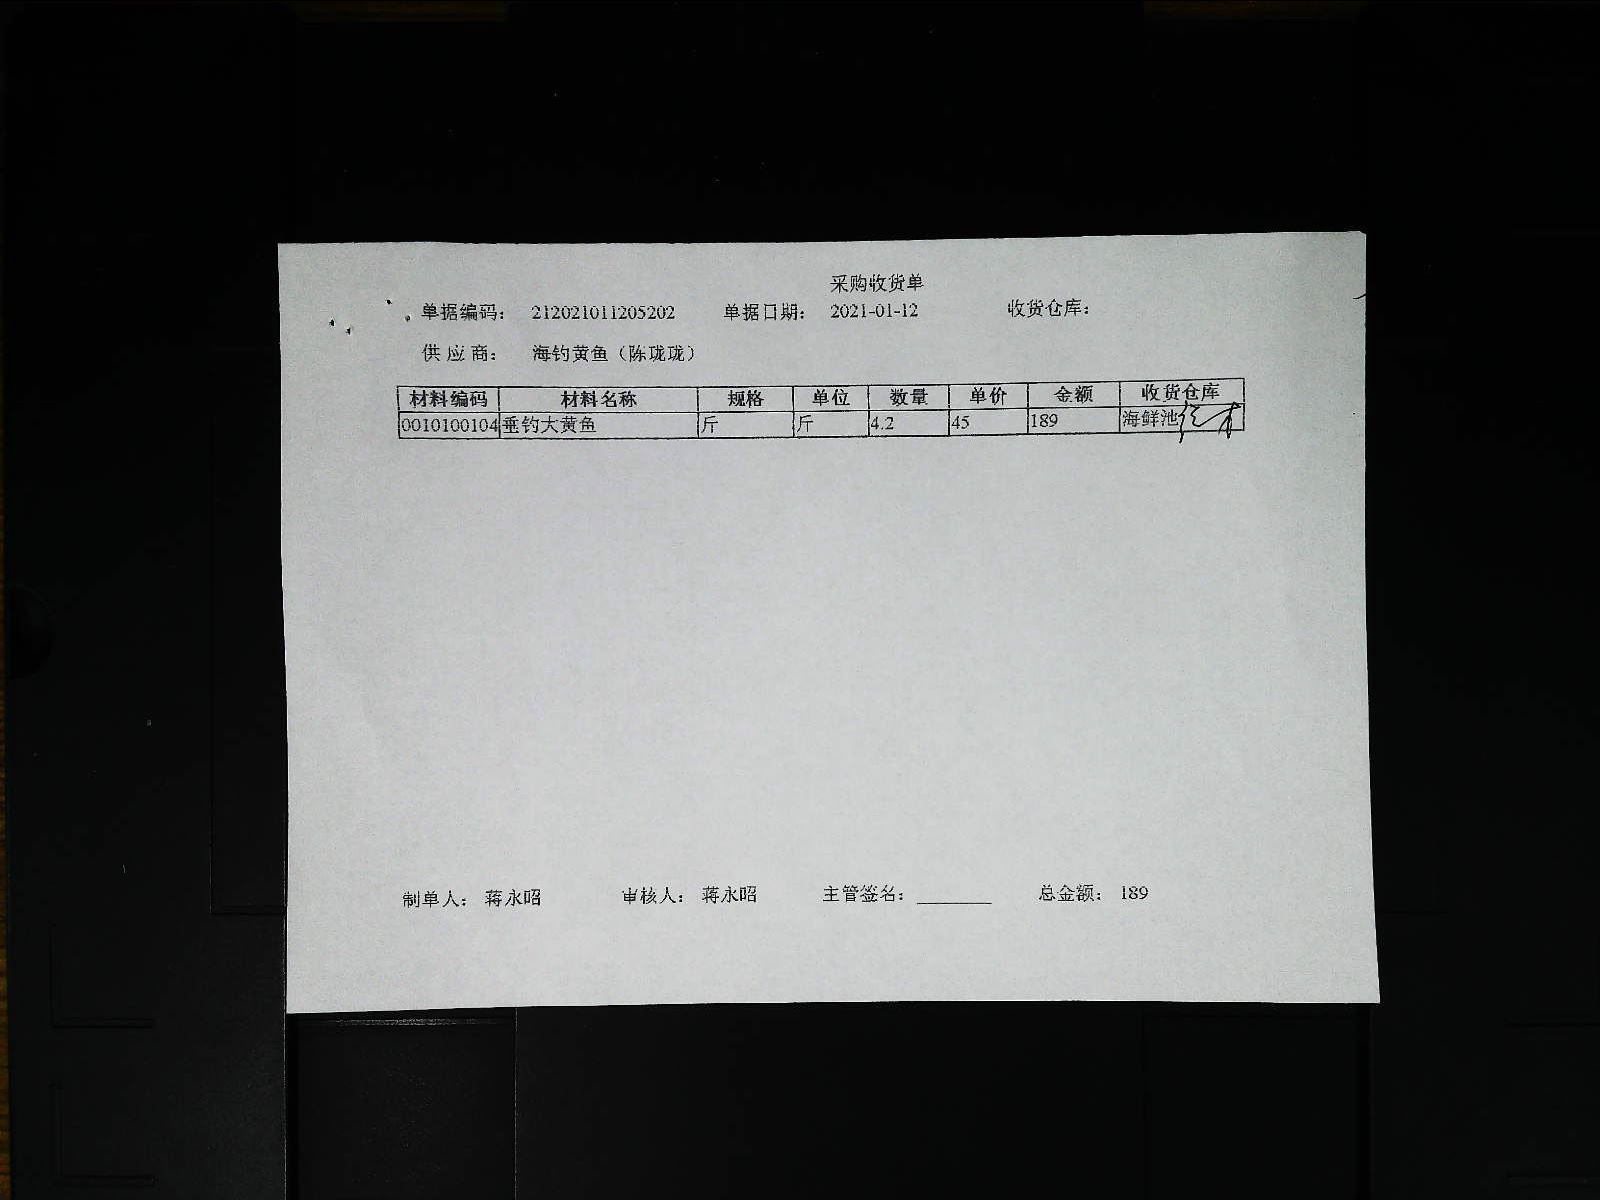 采购收货单
单据编码： 212021011205202 单据日期： 2021-01-12 收货仓库：
供应商： 海钓黄鱼（陈珑珑）
材料编码 材料名称 规格 单位 数量 单价 金额 收货仓库
0010100104 垂钓大黄鱼 斤 斤 4.2 45 189 海鲜池
制单人： 蒋永昭 审核人： 蒋永昭 主管签名： 总金额： 189